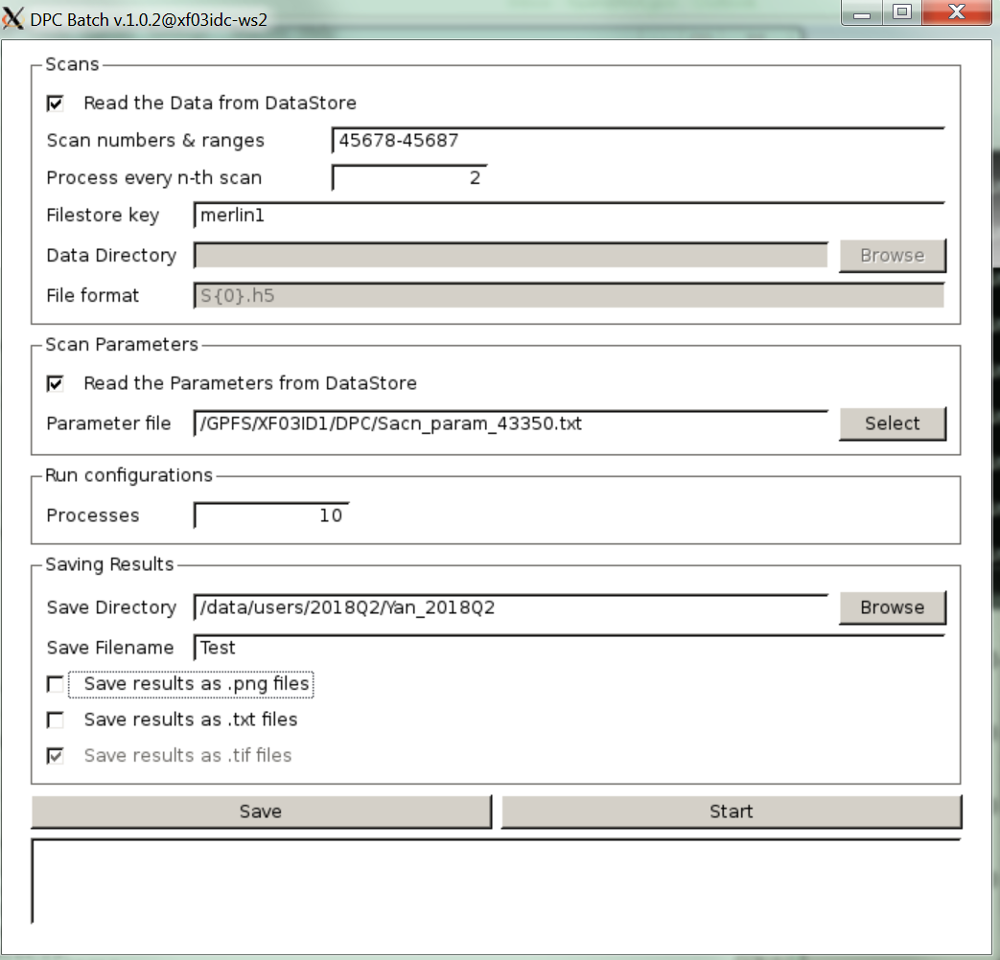 DPC Batch v.1.0.2@xf03idc-ws2
Scans
Read the Data from DataStore
Scan numbers & ranges 45678-45687
Process every n-th scan 2
Filestore key merlin1
Data Directory Browse
File format S{0}.h5
Scan Parameters
Read the Parameters from DataStore
Parameter file /GPFS/XF03ID1/DPC/Sacn_param_43350.txt Select
Run configurations
Processes 10
Saving Results
Save Directory /data/users/2018Q2/Yan_2018Q2 Browse
Save Filename Test
Save results as .png files
Save results as .txt files
Save results as .tif files
Save Start